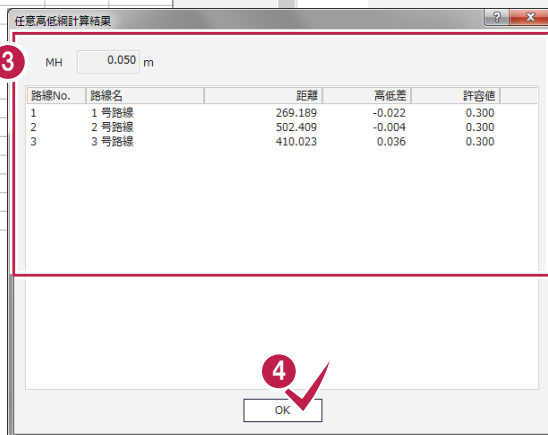 任意高低網計算結果
3
MH 0.050 m
路線No. 路線名 距離 高低差 許容値
1 1号路線 269.189 -0.022 0.300
2 2号路線 502.409 -0.004 0.300
3 3号路線 410.023 0.036 0.300
4
OK